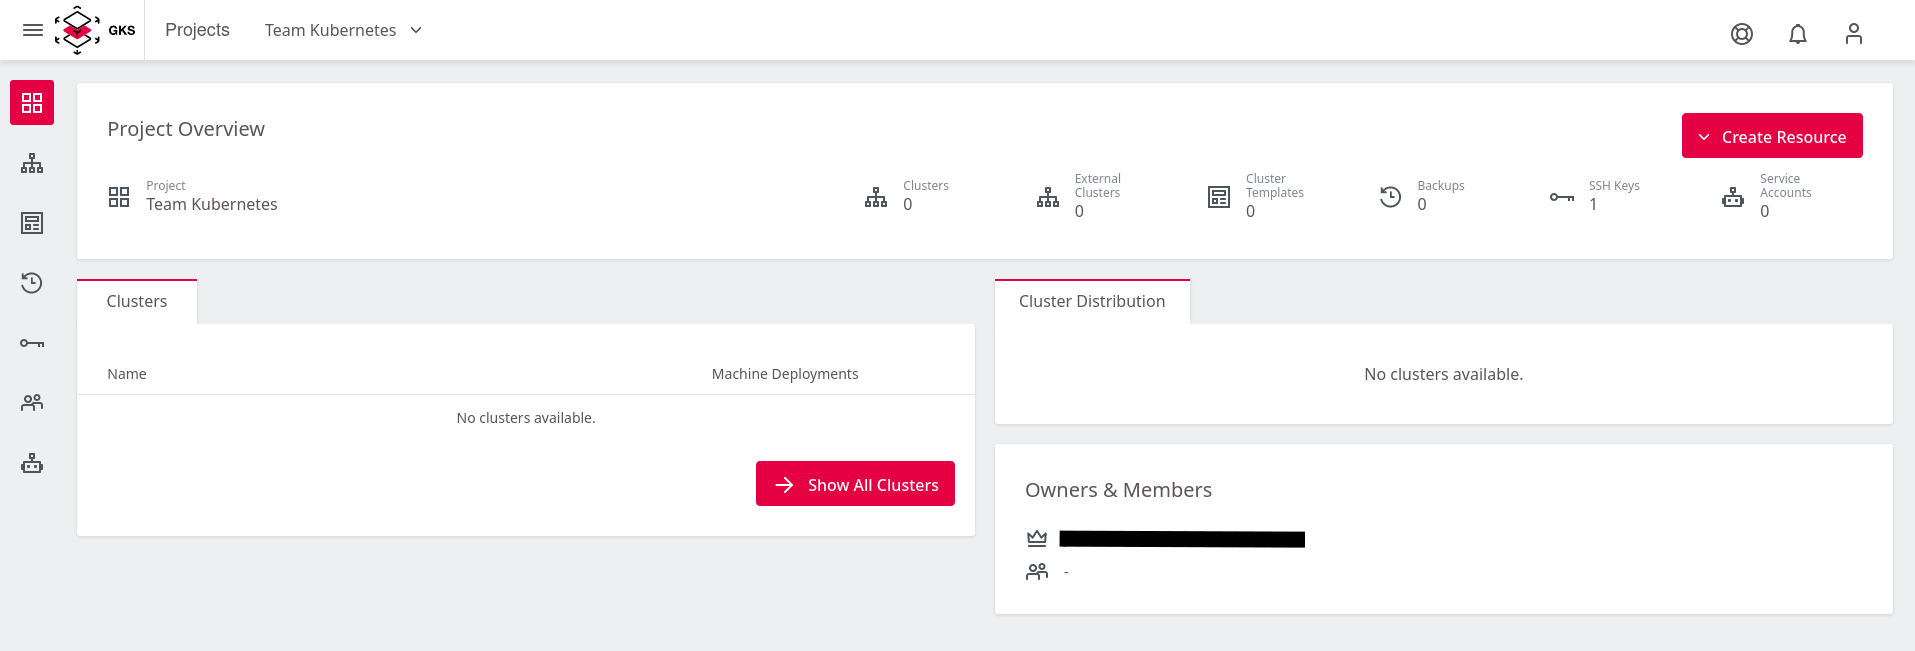 GKS Projects Team Kubernetes
Project Overview
Create Resource
Project
Team Kubernetes
Clusters
0
External
Clusters
0
Cluster
Templates
0
Backups
0
SSH Keys
1
Service
Accounts
0
Clusters
Name Machine Deployments
No clusters available.
Show All Clusters
Cluster Distribution
No clusters available.
Owners & Members
-